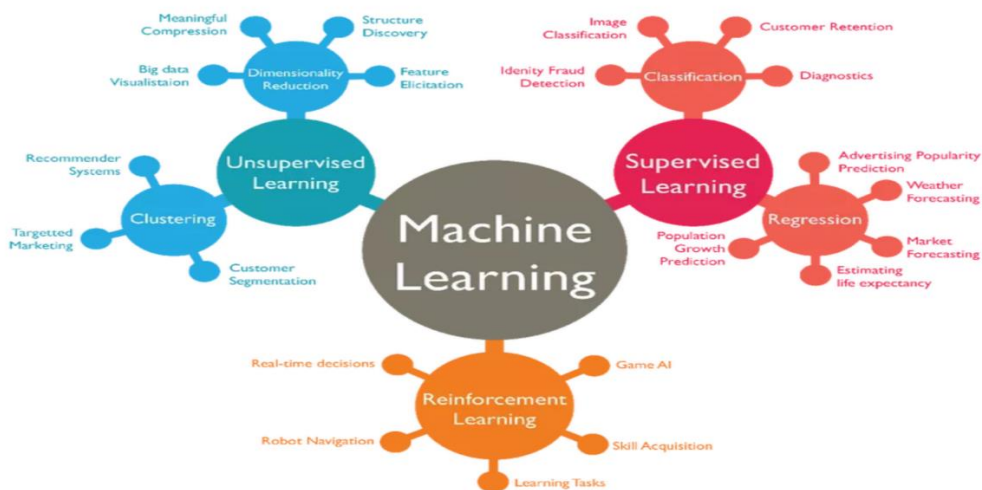 Meaningful
Compression
Structure
Discovery
Big data
Visualistaion
Dimensionality
Reduction
Feature
Elicitation
Recommender
Systems
Unsupervised
Learning
Clustering
Targetted
Marketing
Customer
Segmentation
Machine
Learning
Image
Classification
Customer Retention
Idenity Fraud
Detection
Classification
Diagnostics
Supervised
Learning
Advertising Popularity
Prediction
Weather
Forecasting
Regression
Population
Growth
Prediction
Market
Forecasting
Estimating
life expectancy
Real-time decisions
Game AI
Reinforcement
Learning
Robot Navigation
Skill Acquisition
Learning Tasks